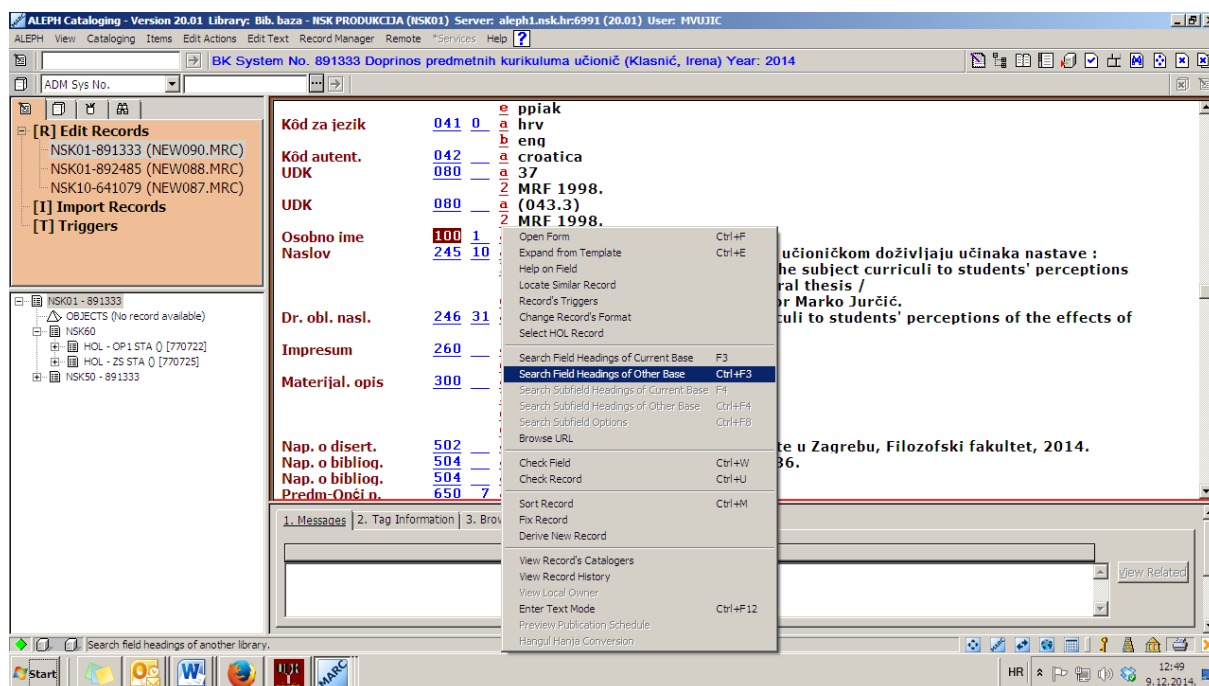 ALEPH Cataloging - Version 20.01 Library: Bib. baza - NSK PRODUKCIJA (NSK01) Server: aleph1.nsk.hr:6991 (20.01) User: MVUJIC
ALEPH View Cataloging Items Edit Actions Edit Text Record Manager Remote *Services Help ?
BK System No. 891333 Doprinos predmetnih kurikuluma učionič (Klasnić, Irena) Year: 2014
ADM Sys No.
[R] Edit Records
NSK01-891333 (NEW090.MRC)
NSK01-892485 (NEW088.MRC)
NSK10-641079 (NEW087.MRC)
[I] Import Records
[T] Triggers
NSK01 - 891333
OBJECTS (No record available)
NSK60
HOL - OP1 STA () [770722]
HOL - ZS STA () [770725]
NSK50 - 891333
e ppiak
Kôd za jezik 041 0 a hrv
b eng
Kôd autent. 042 a croatica
UDK 080 a 37
2 MRF 1998.
UDK 080 a (043.3)
2 MRF 1998.
Osobno ime 100 1
Naslov 245 10 učioničkom doživljaju učinaka nastave :
he subject curriculi to students' perceptions
ral thesis /
or Marko Jurčić.
Dr. obl. nasl. 246 31 culi to students' perceptions of the effects of
Impresum 260
Materijal. opis 300
Nap. o disert. 502 te u Zagrebu, Filozofski fakultet, 2014.
Nap. o bibliog. 504 36.
Nap. o bibliog. 504
Predm-Opći p. 650 7
Open Form Ctrl+F
Expand from Template Ctrl+E
Help on Field
Locate Similar Record
Record's Triggers
Change Record's Format
Select HOL Record
Search Field Headings of Current Base F3
Search Field Headings of Other Base Ctrl+F3
Search Subfield Headings of Current Base F4
Search Subfield Headings of Other Base Ctrl+F4
Search Subfield Options Ctrl+F8
Browse URL
Check Field Ctrl+W
Check Record Ctrl+U
Sort Record Ctrl+M
Fix Record
Derive New Record
View Record's Catalogers
View Record History
View Local Owner
Enter Text Mode Ctrl+F12
Preview Publication Schedule
Hangul Hanja Conversion
1. Messages 2. Tag Information 3. Brov
View Related
Search field headings of another library.
Start
MARC
HR
12:49
9.12.2014.